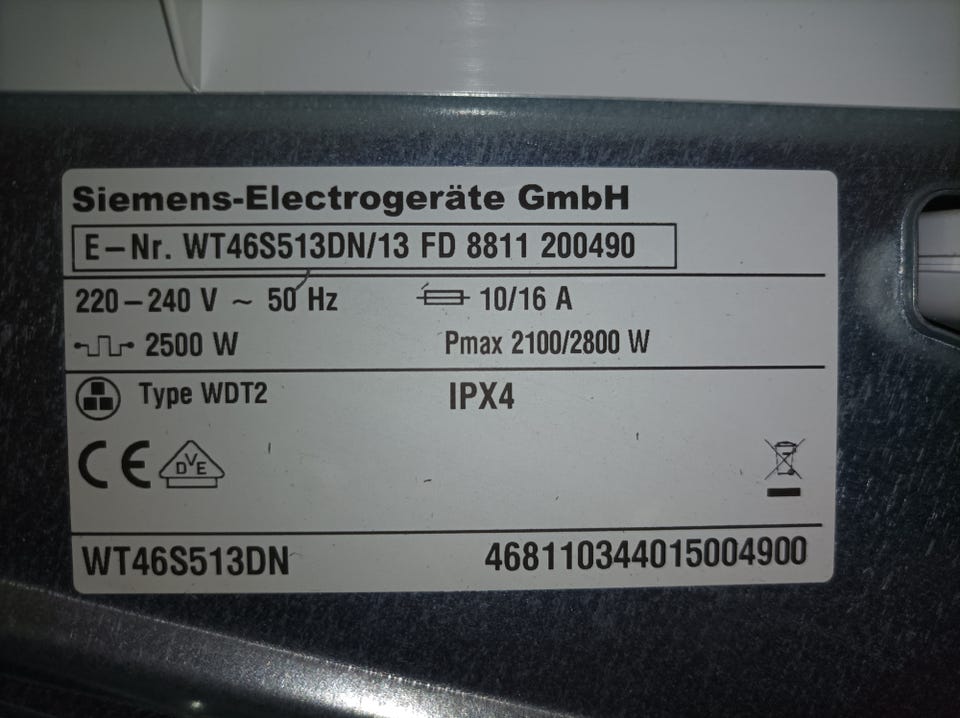 Siemens-Electrogeräte GmbH
E-Nr. WT46S513DN/13 FD 8811 200490
220-240 V ~ 50 Hz 10/16 A
2500 W Pmax 2100/2800 W
Type WDT2 IPX4
CE DVE
WT46S513DN 468110344015004900